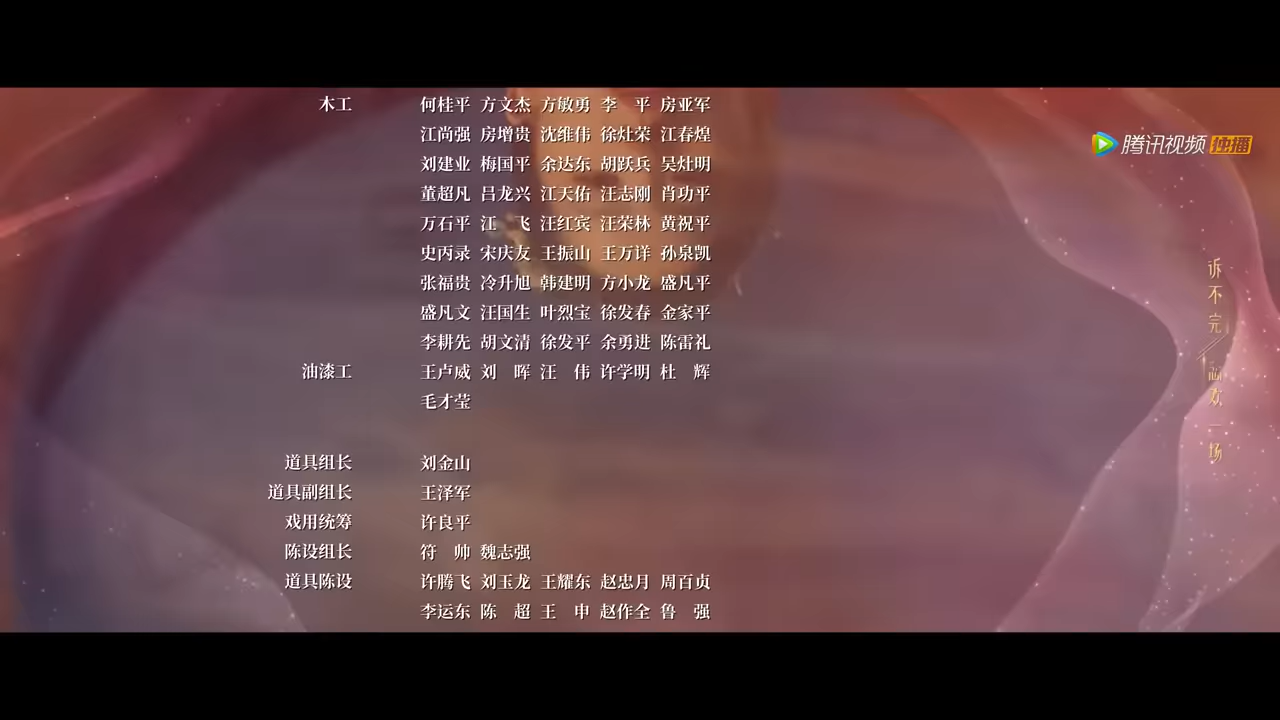 木工 何桂平 方文杰 方敏勇 李 平 房亚军
江尚强 房增贵 沈维伟 徐灶荣 江春煌
刘建业 梅国平 余达东 胡跃兵 吴灶明
董超凡 吕龙兴 江天佑 汪志刚 肖功平
万石平 江 飞 汪红宾 汪荣林 黄祝平
史丙录 宋庆友 王振山 王万详 孙泉凯
张福贵 冷升旭 韩建明 方小龙 盛凡平
盛凡文 汪国生 叶烈宝 徐发春 金家平
李耕先 胡文清 徐发平 余勇进 陈雷礼
油漆工 王卢威 刘 晖 汪 伟 许学明 杜 辉
毛才莹
道具组长 刘金山
道具副组长 王泽军
戏用统筹 许良平
陈设组长 符 帅 魏志强
道具陈设 许腾飞 刘玉龙 王耀东 赵忠月 周百贞
李运东 陈 超 王 申 赵作全 鲁 强
腾讯视频 独播
诉不完
欢一场